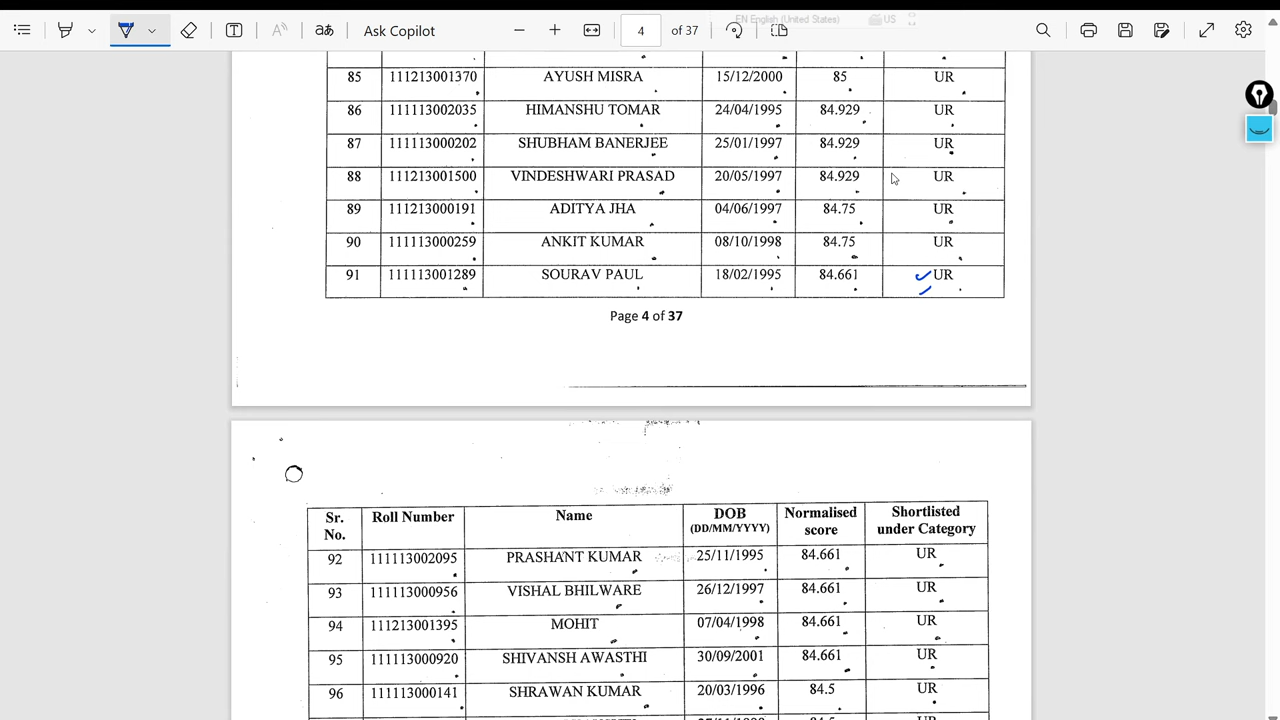 EN English (United States) US
Ask Copilot 4 of 37
85 111213001370 AYUSH MISRA 15/12/2000 85 UR
86 111113002035 HIMANSHU TOMAR 24/04/1995 84.929 UR
87 111113000202 SHUBHAM BANERJEE 25/01/1997 84.929 UR
88 111213001500 VINDESHWARI PRASAD 20/05/1997 84.929 UR
89 111213000191 ADITYA JHA 04/06/1997 84.75 UR
90 111113000259 ANKIT KUMAR 08/10/1998 84.75 UR
91 111113001289 SOURAV PAUL 18/02/1995 84.661 UR
Page 4 of 37
Sr. No. Roll Number Name DOB (DD/MM/YYYY) Normalised score Shortlisted under Category
92 111113002095 PRASHANT KUMAR 25/11/1995 84.661 UR
93 111113000956 VISHAL BHILWARE 26/12/1997 84.661 UR
94 111213001395 MOHIT 07/04/1998 84.661 UR
95 111113000920 SHIVANSH AWASTHI 30/09/2001 84.661 UR
96 111113000141 SHRAWAN KUMAR 20/03/1996 84.5 UR